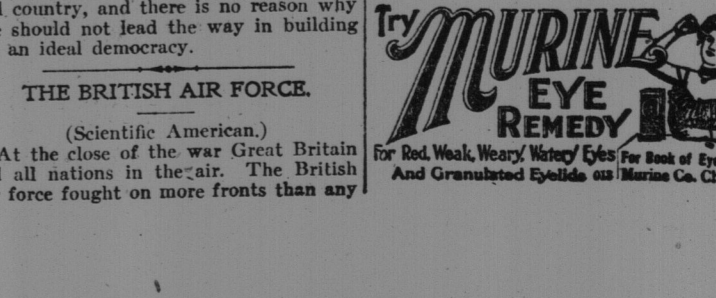 country, and there is no reason why
should not lead the way in building
an ideal democracy.
THE BRITISH AIR FORCE.
(Scientific American.)
At the close of the war Great Britain
all nations in the air. The British
force fought on more fronts than any
Try
MURINE
EYE
REMEDY
For Red, Weak, Weary, Watery Eyes
And Granulated Eyelids 018
For Book of
Murine Co.